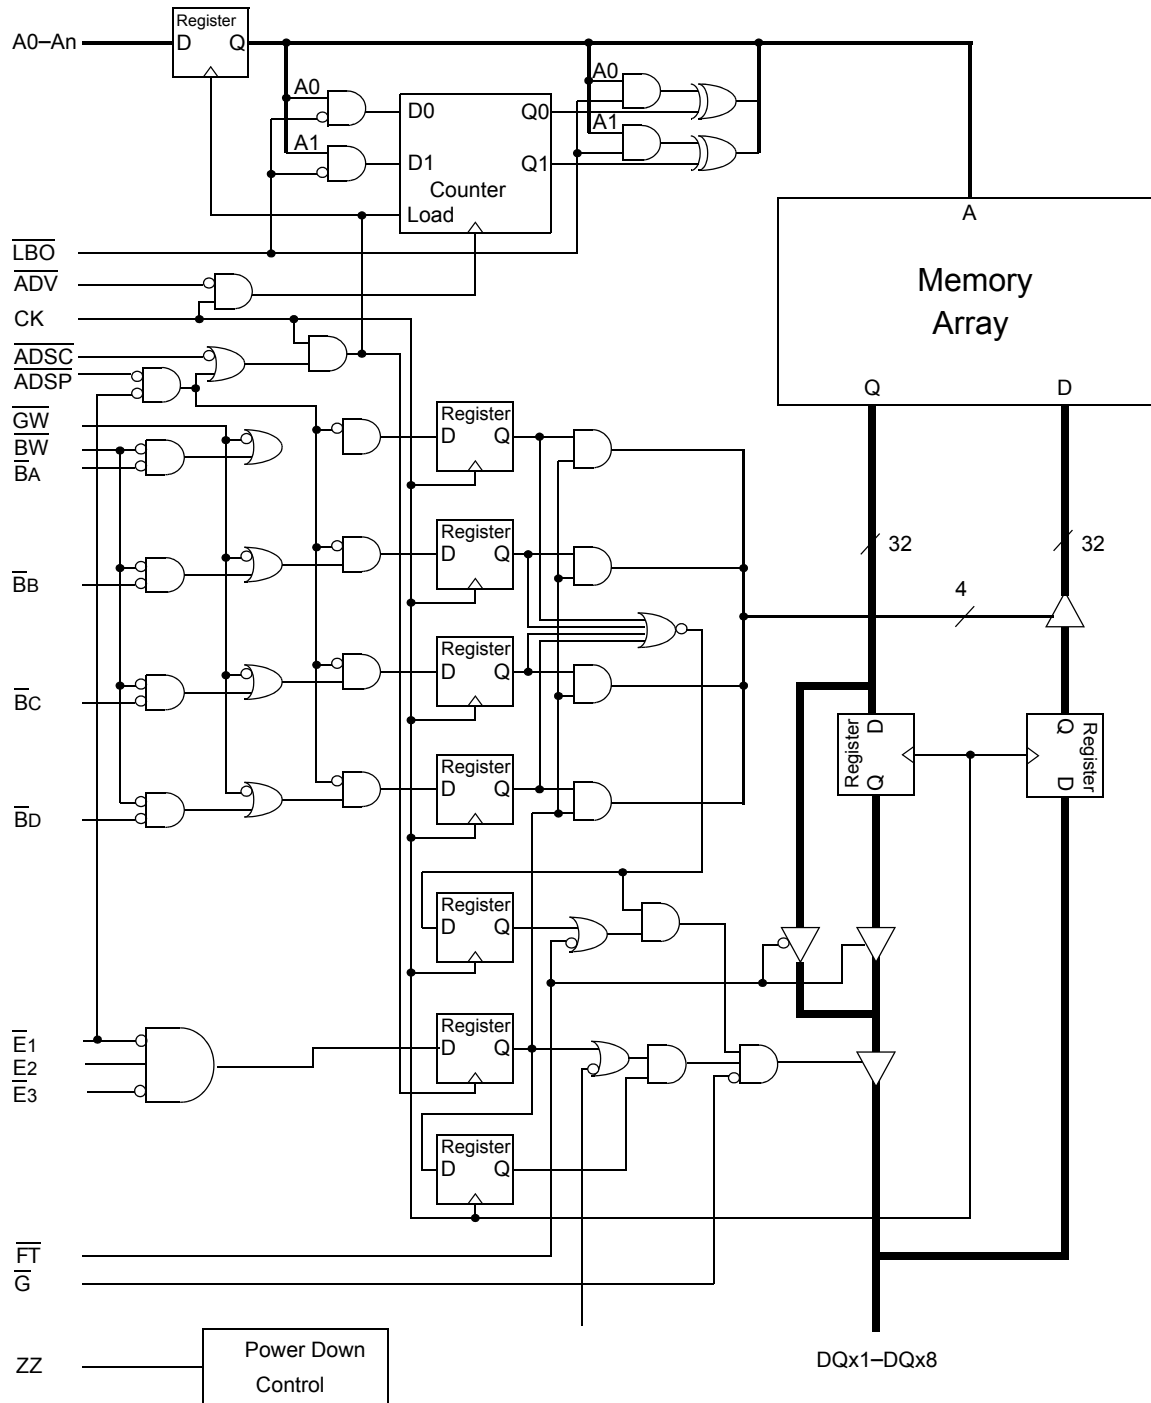 Register
A0–An
D Q
A0
A0
D0 Q0
A1
A1
D1 Q1
Counter
Load
A
LBO
ADV
Memory
Array
CK
ADSC
ADSP
Q D
GW
Register
D Q
BW
BA
Register
D Q
32 32
BB
4
Register
D Q
BC
Register
D
Q
Q
D
Register
Register
D Q
BD
Register
D Q
E1
E2
E3
Register
D Q
Register
D Q
FT
G
ZZ
Power Down
Control
DQx1–DQx8